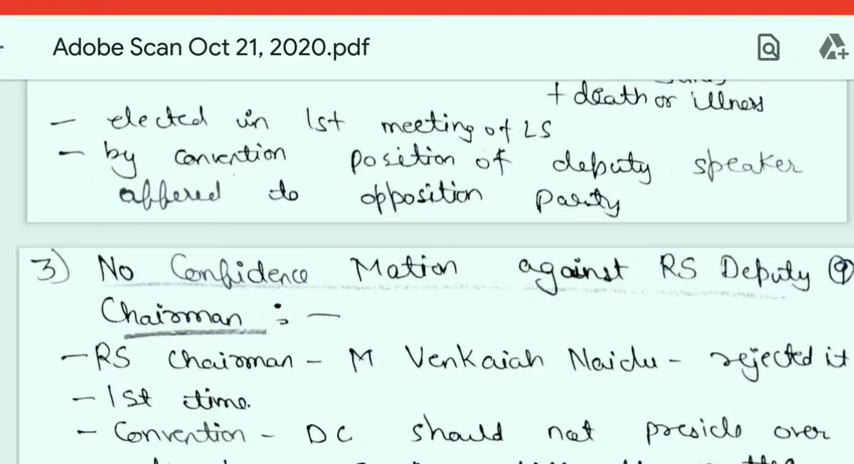 Adobe Scan Oct 21, 2020.pdf
+ death or illness
- elected in 1st meeting of LS
- by convention position of deputy speaker
offered to opposition party
3) No Confidence Motion against RS Deputy 9
Chairman : -
- RS Chairman - M Venkaiah Naidu - rejected it
- 1st time.
- Convention - DC should not preside over